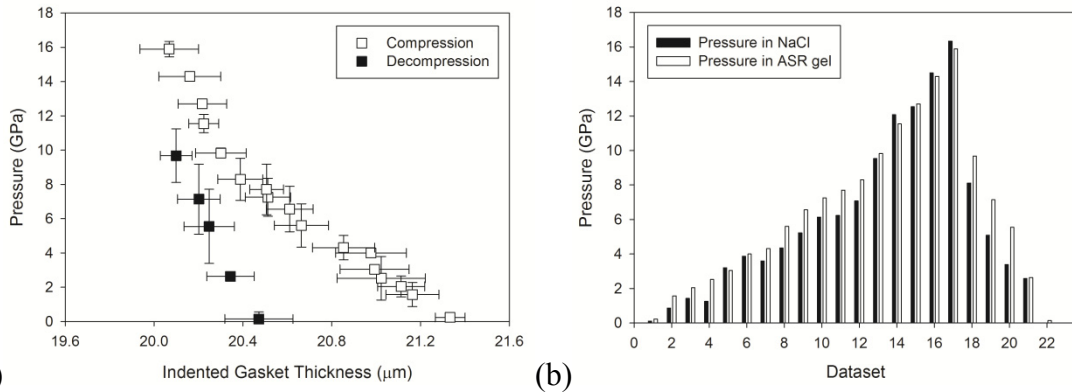 18
16
14
12
10
8
6
4
2
0
Pressure (GPa)
Compression
Decompression
19.6 20.0 20.4 20.8 21.2 21.6
Indented Gasket Thickness (μm)
)
(b)
18
16
14
12
10
8
6
4
2
0
Pressure (GPa)
Pressure in NaCl
Pressure in ASR gel
0 2 4 6 8 10 12 14 16 18 20 22
Dataset